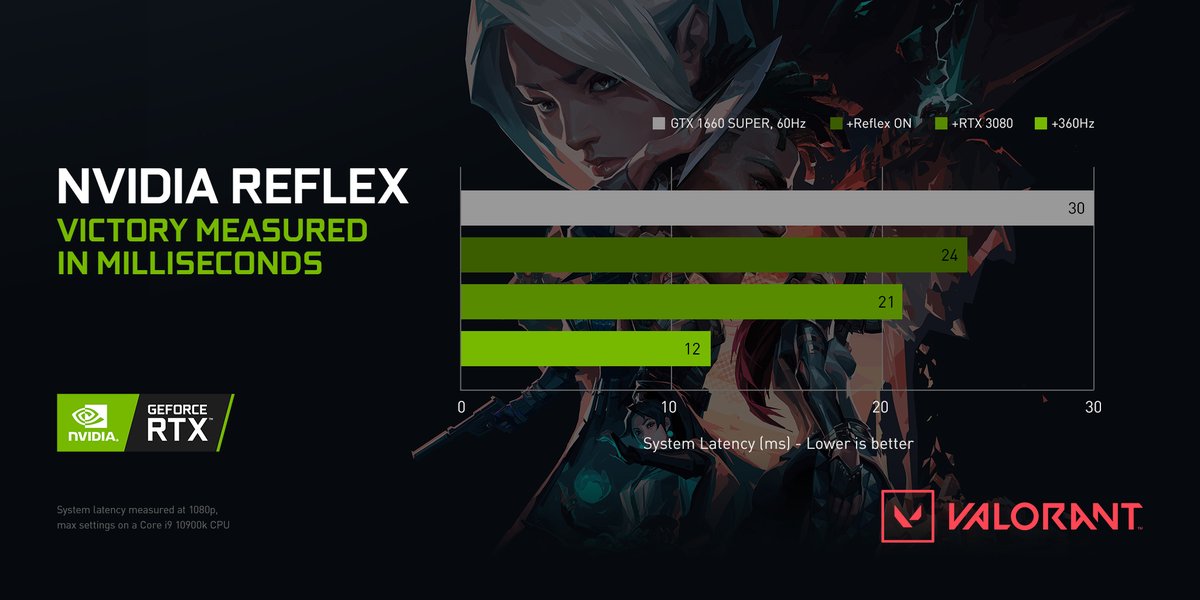 GTX 1660 SUPER, 60Hz +Reflex ON +RTX 3080 +360Hz
NVIDIA REFLEX
VICTORY MEASURED
IN MILLISECONDS
30
24
21
12
0 10 20 30
System Latency (ms) - Lower is better
NVIDIA.
GEFORCE
RTX™
System latency measured at 1080p,
max settings on a Core i9 10900k CPU
VALORANT™